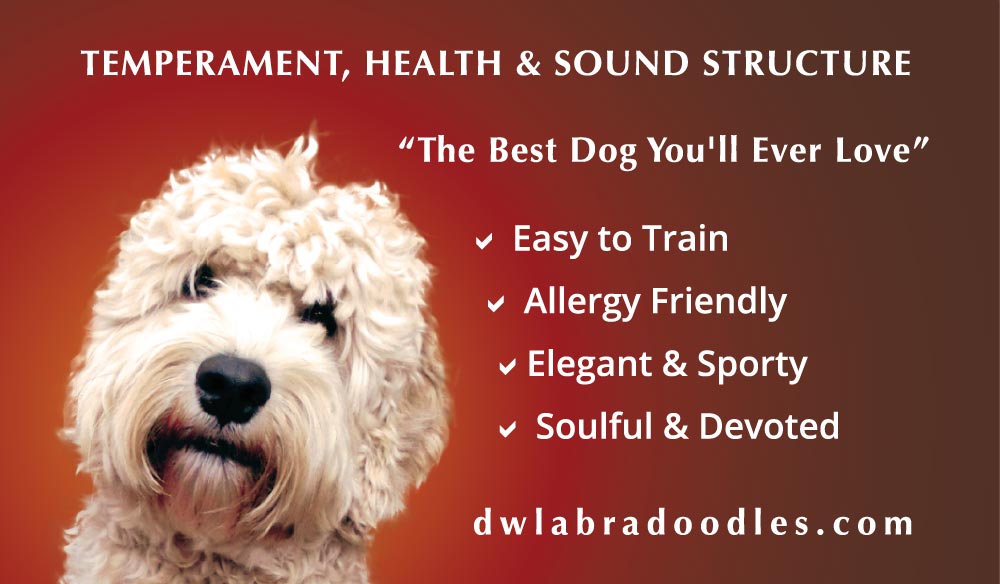 TEMPERAMENT, HEALTH & SOUND STRUCTURE
“The Best Dog You'll Ever Love”
Easy to Train
Allergy Friendly
Elegant & Sporty
Soulful & Devoted
dwlabradoodles.com